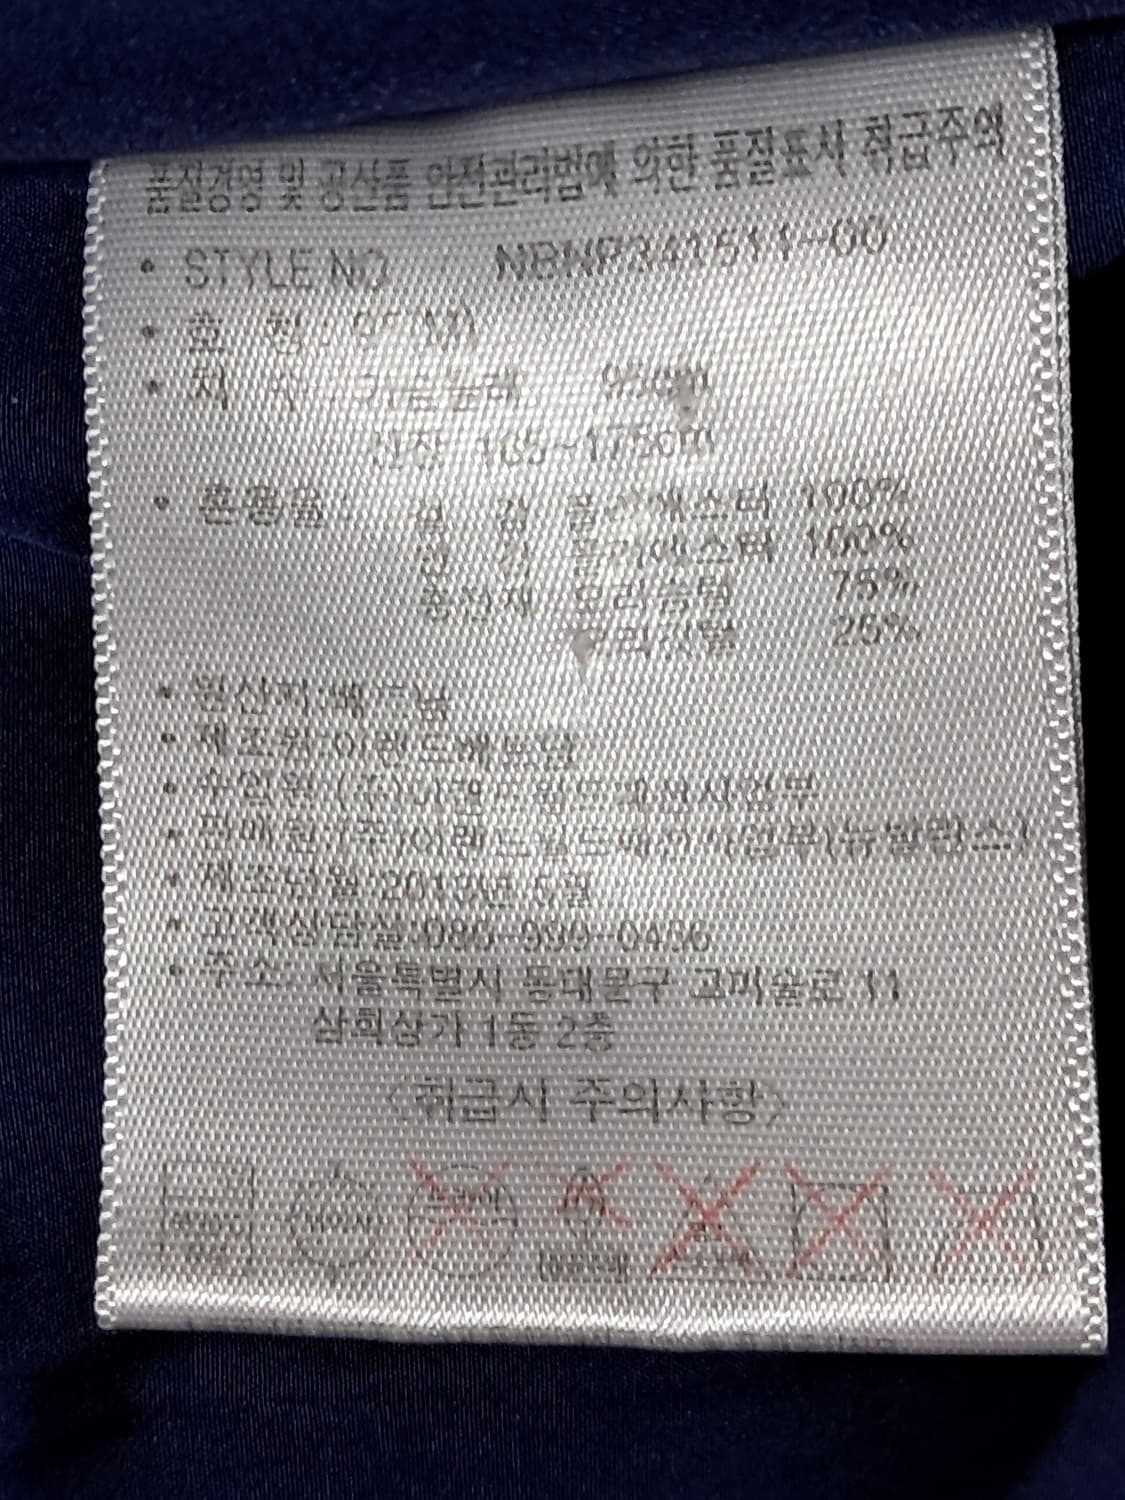 품질경영 및 공산품 안전관리법에 의한 품질표시 취급주의
• STYLE NO NBNP341511-00
• 호 칭 :
• 치 수 가슴둘레 95cm
신장 165~175cm
• 혼용율 겉 감 폴리에스터 100%
안 감 폴리에스터 100%
충전재 오리솜털 75%
오리깃털 25%
• 원산지:베트남
• 제조원:이랜드베트남
• 수입원:(주)이랜드월드패션사업부
• 판매원:(주)이랜드월드패션사업부(뉴발란스)
• 제조년월:2013년
• 고객상담실:080-999-0456
• 주소: 서울특별시 동대문구 고미술로 11
삼희상가 1동 2층
<취급시 주의사항>
드라이